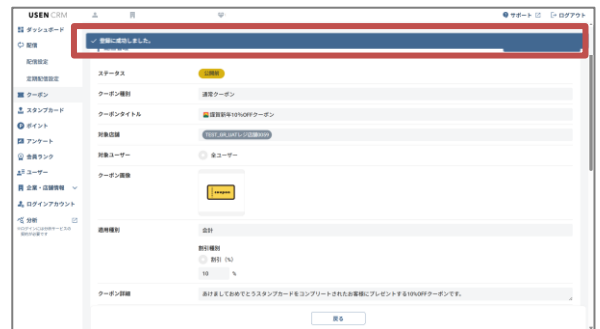 USEN CRM
サポート
ログアウト
ダッシュボード
配信
配信設定
定期配信設定
クーポン
スタンプカード
ポイント
アンケート
会員ランク
ユーザー
企業・店舗情報
ログインアカウント
分析
登録に成功しました。
ステータス
公開前
クーポン種別
通常クーポン
クーポンタイトル
謹賀新年10%OFFクーポン
対象店舗
対象ユーザー
全ユーザー
クーポン画像
coupon
適用種別
合計
割引種別
割引（%）
10 %
クーポン詳細
あけましておめでとうスタンプカードをコンプリートされたお客様にプレゼントする10%OFFクーポンです。
戻る